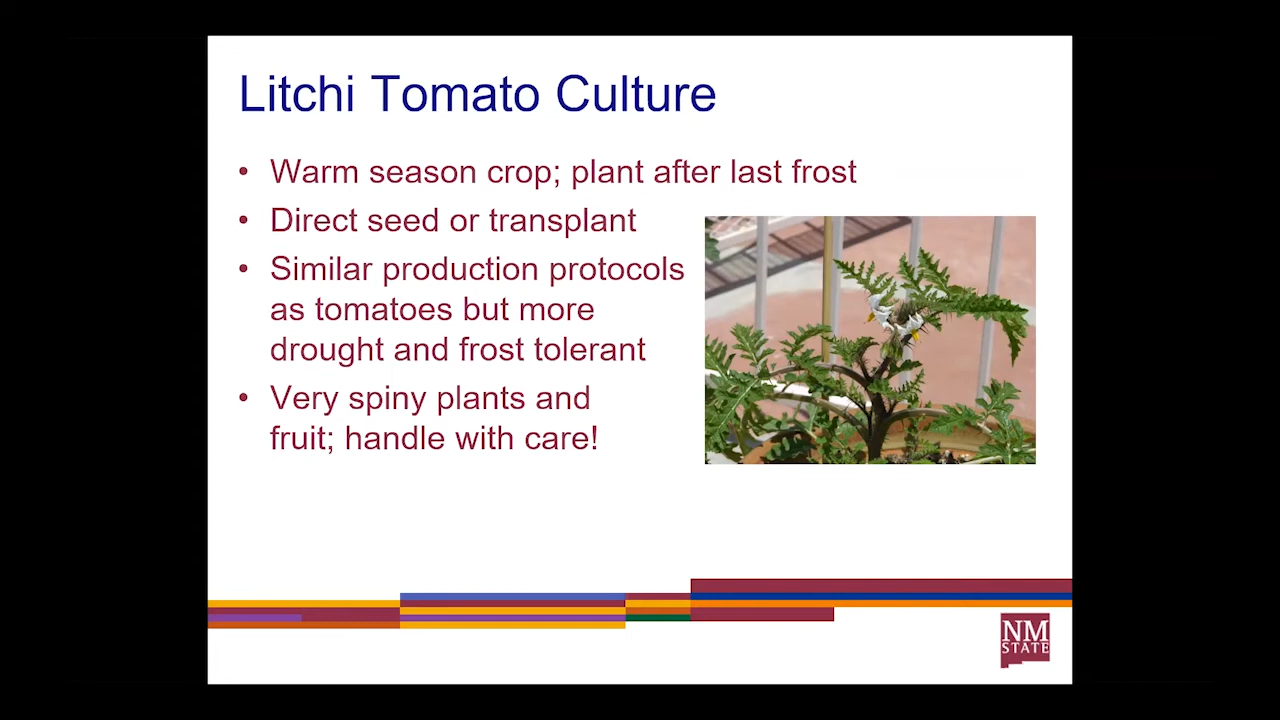 Litchi Tomato Culture
• Warm season crop; plant after last frost
• Direct seed or transplant
• Similar production protocols
as tomatoes but more
drought and frost tolerant
• Very spiny plants and
fruit; handle with care!
NM
STATE